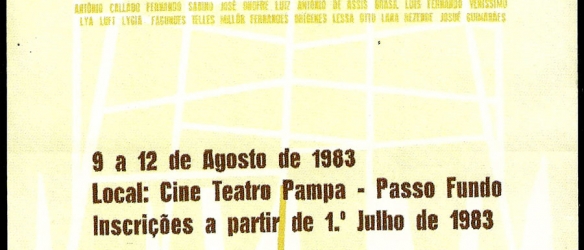 ANTÔNIO CALLADO FERNANDO SABINO JOSÉ ONOFRE LUIZ ANTONIO DE ASSIS BRASIL LUIS FERNANDO VERISSIMO
LYA LUFT LYGIA FAGUNDES TELLES MILLÔR FERNANDES ORÍGENES LESSA OTTO LARA REZENDE JOSUÉ GUIMARÃES
9 a 12 de Agosto de 1983
Local: Cine Teatro Pampa - Passo Fundo
Inscrições a partir de 1.º Julho de 1983